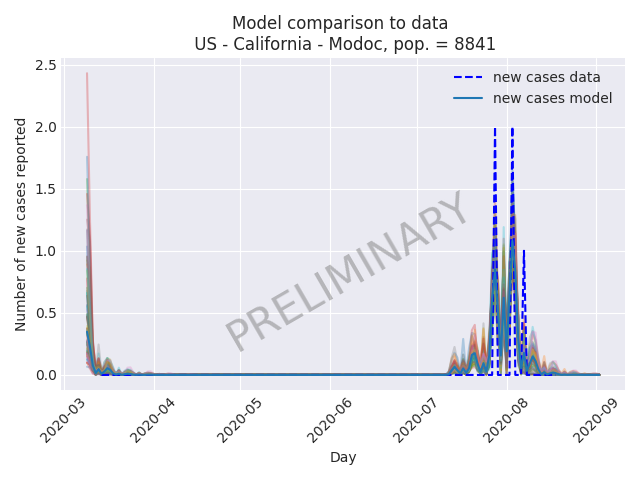 Model comparison to data
US - California - Modoc, pop. = 8841
2.5
2.0
1.5
1.0
0.5
0.0
Number of new cases reported
new cases data
new cases model
PRELIMINARY
2020-03
2020-04
2020-05
2020-06
2020-07
2020-08
2020-09
Day